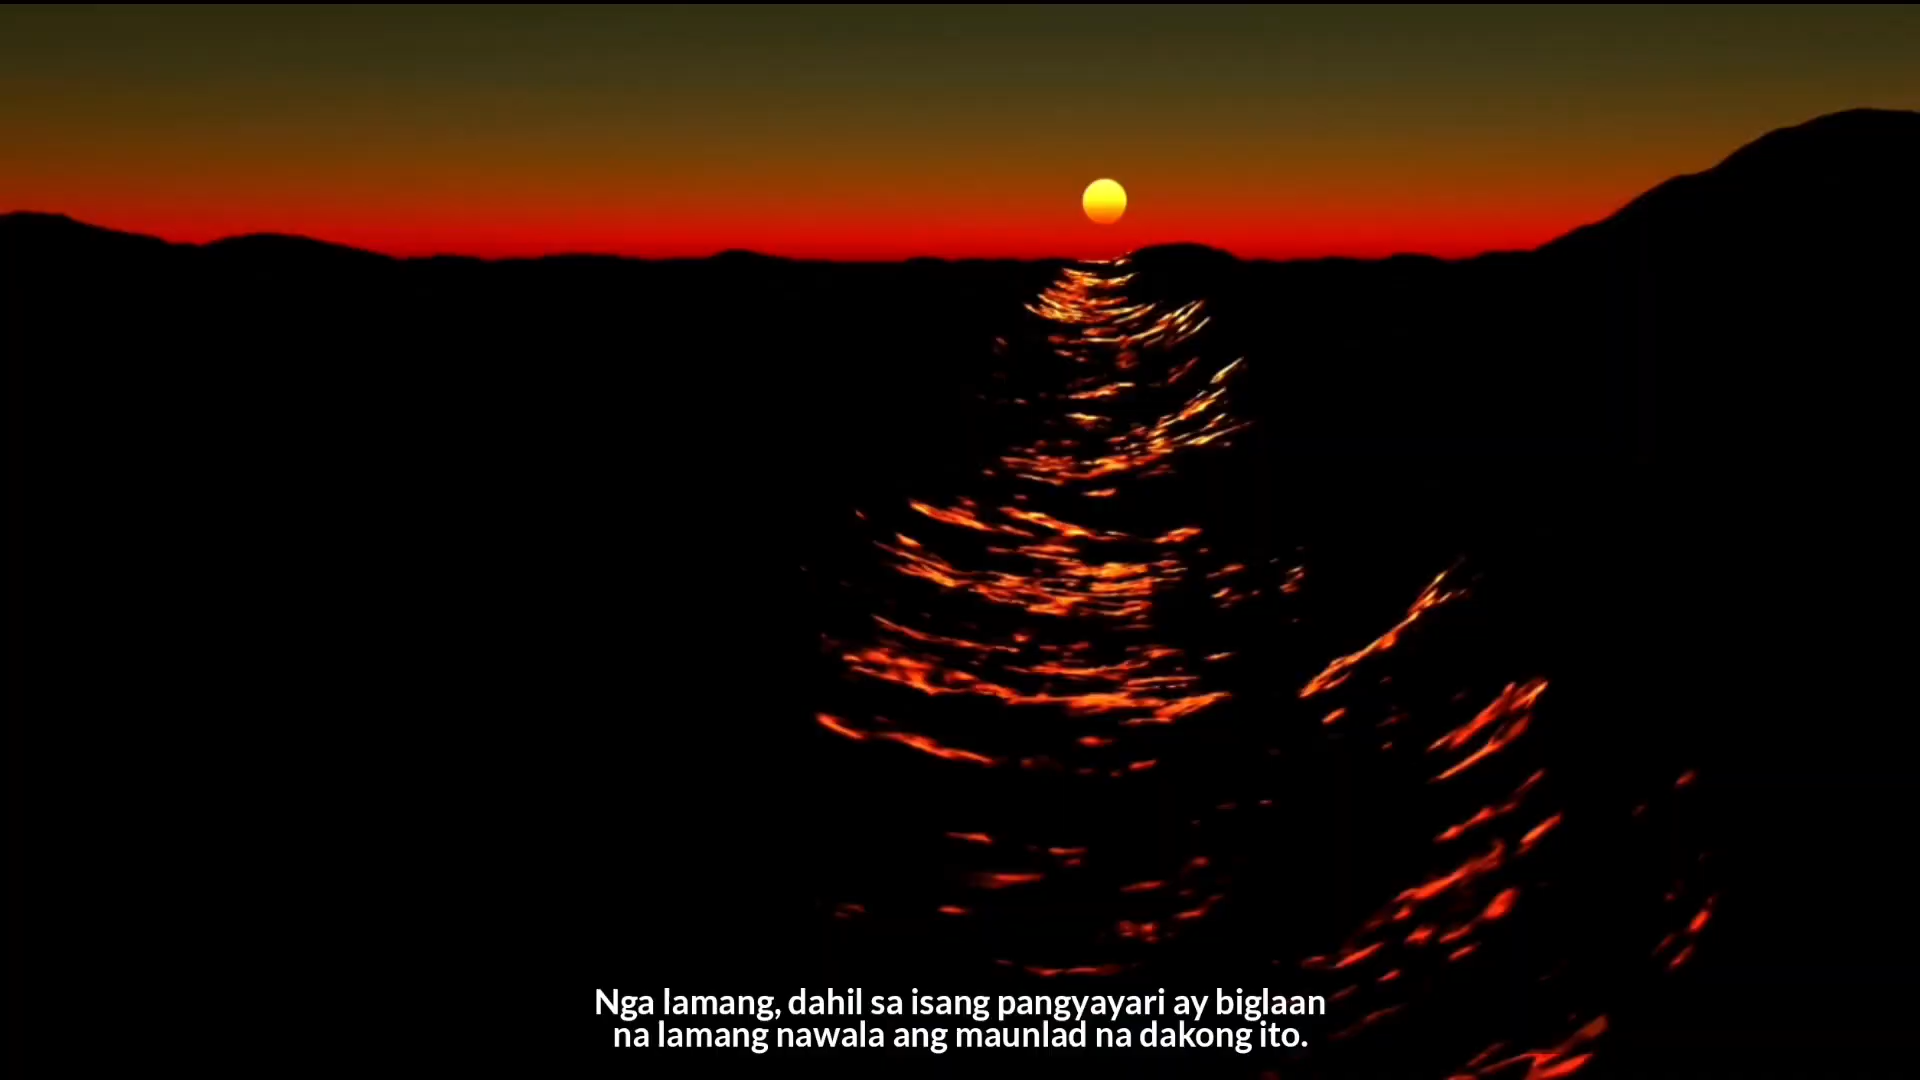 Nga lamang, dahil sa isang pangyayari ay biglaan
na lamang nawala ang maunlad na dakong ito.